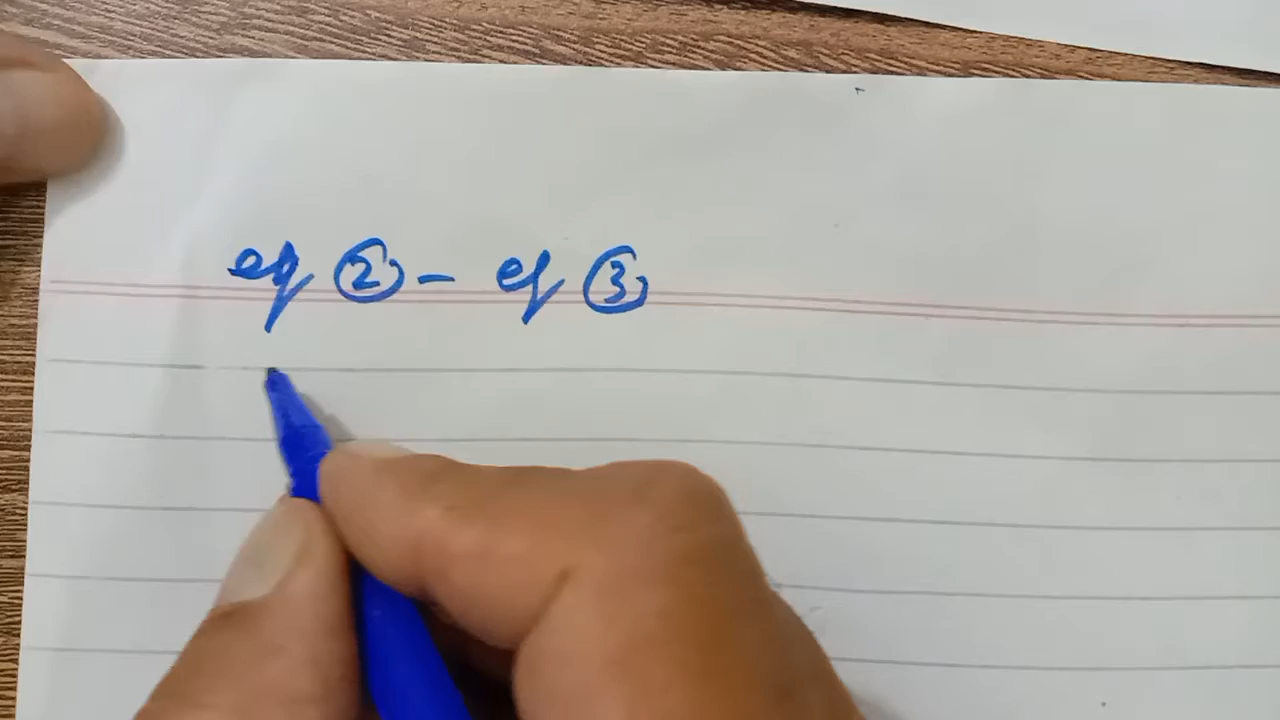 eq ② - eq ③